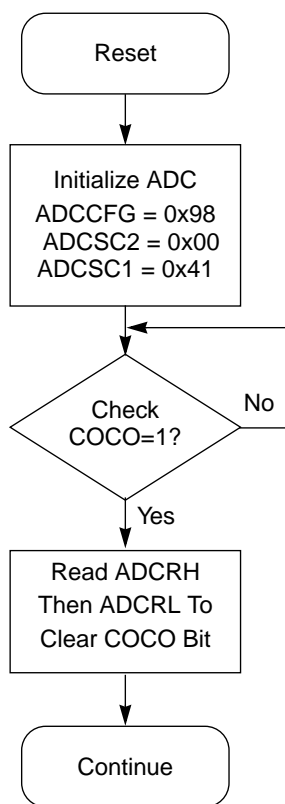 Reset
Initialize ADC
ADCCFG = 0x98
ADCSC2 = 0x00
ADCSC1 = 0x41
Check
COCO=1?
No
Yes
Read ADCRH
Then ADCRL To
Clear COCO Bit
Continue